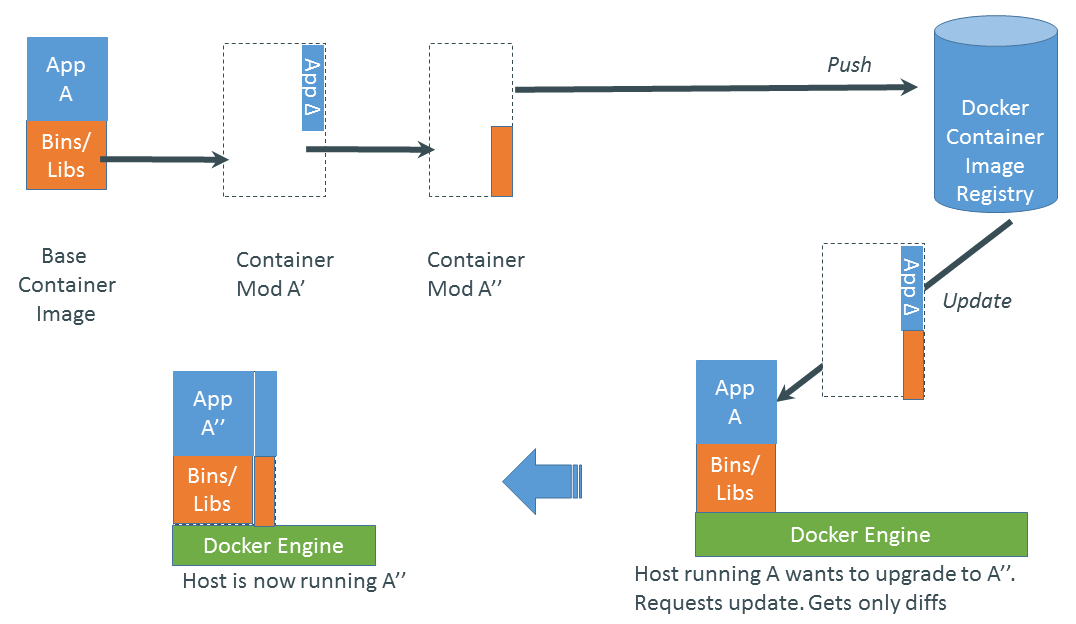 App
A
Bins/
Libs
App Δ
Push
Docker
Container
Image
Registry
Base
Container
Image
Container
Mod A’
Container
Mod A’’
App Δ
Update
App
A’’
Bins/
Libs
Docker Engine
Host is now running A’’
App
A
Bins/
Libs
Docker Engine
Host running A wants to upgrade to A’’.
Requests update. Gets only diffs